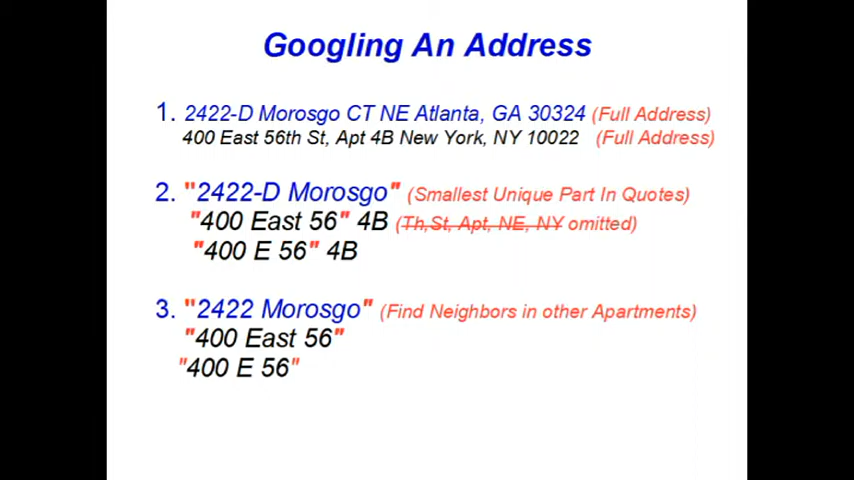 Googling An Address
1. 2422-D Morosgo CT NE Atlanta, GA 30324 (Full Address)
400 East 56th St, Apt 4B New York, NY 10022 (Full Address)
2. "2422-D Morosgo" (Smallest Unique Part In Quotes)
"400 East 56" 4B (Th,St, Apt, NE, NY omitted)
"400 E 56" 4B
3. "2422 Morosgo" (Find Neighbors in other Apartments)
"400 East 56"
"400 E 56"